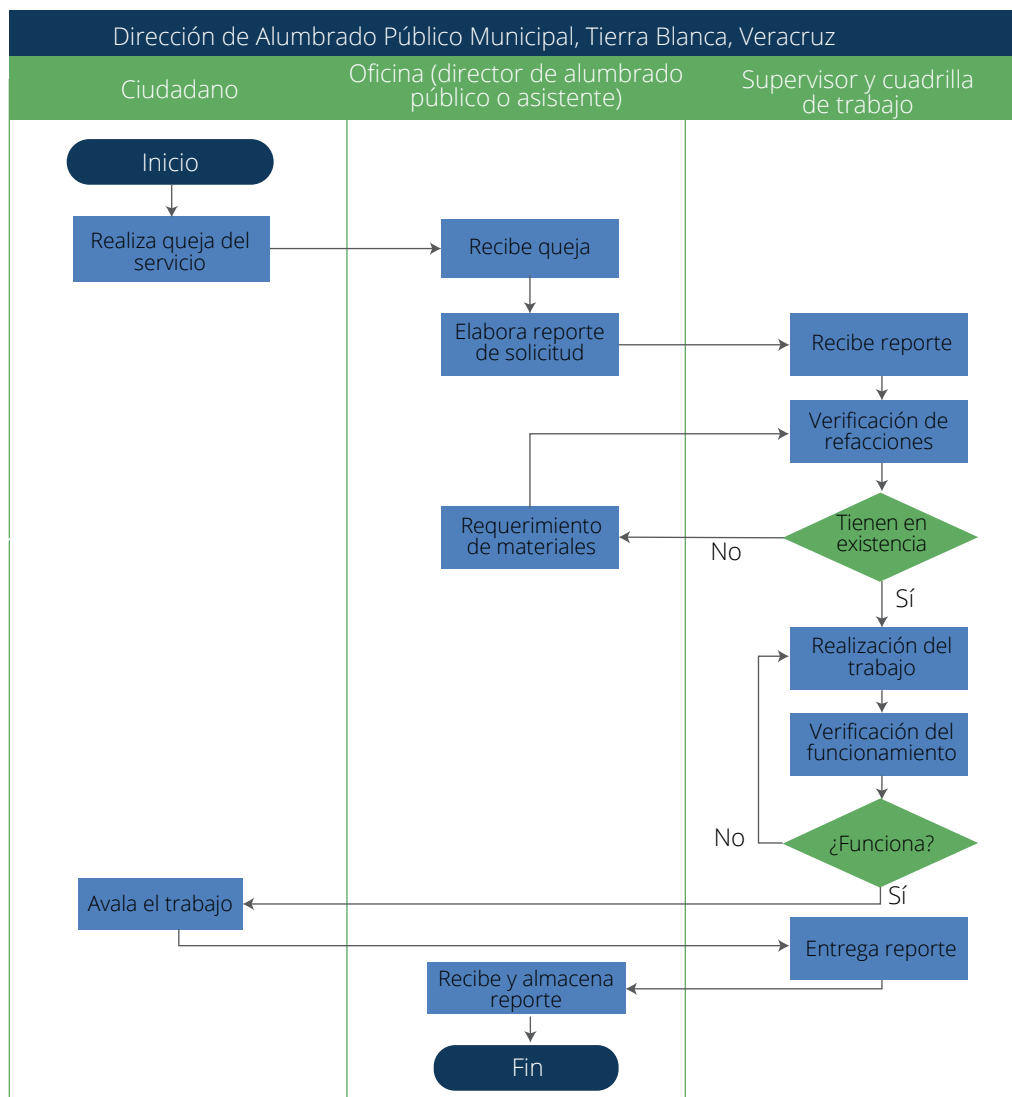 Dirección de Alumbrado Público Municipal, Tierra Blanca, Veracruz
Ciudadano
Oficina (director de alumbrado
público o asistente)
Supervisor y cuadrilla
de trabajo
Inicio
Realiza queja del
servicio
Recibe queja
Elabora reporte
de solicitud
Recibe reporte
Verificación de
refacciones
Tienen en
existencia
No
Requerimiento
de materiales
Sí
Realización del
trabajo
Verificación del
funcionamiento
¿Funciona?
No
Sí
Avala el trabajo
Entrega reporte
Recibe y almacena
reporte
Fin